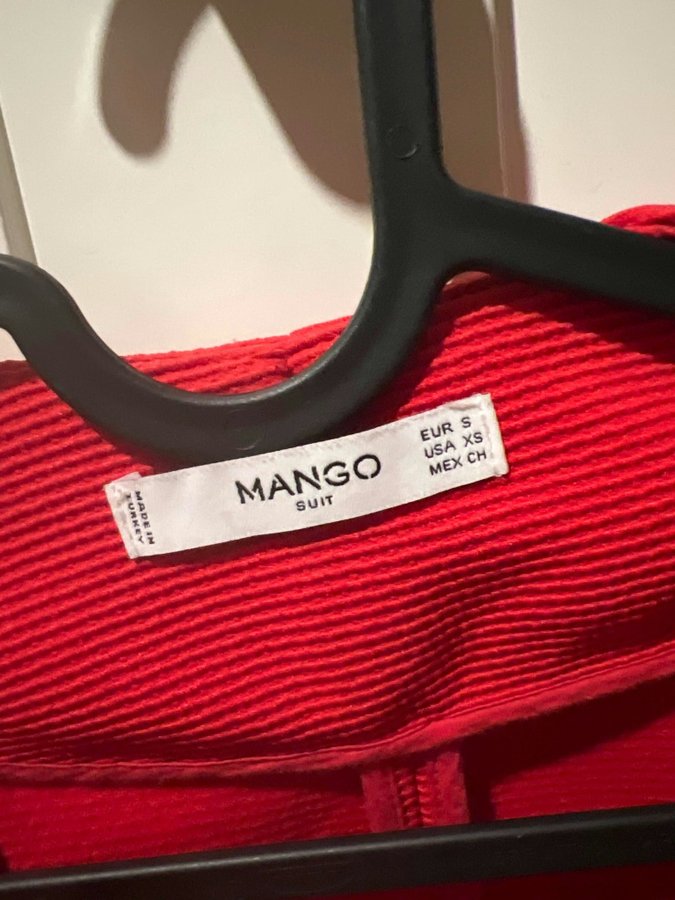 MANGO
SUIT
EUR S
USA XS
MEX CH
MADE IN
TURKEY